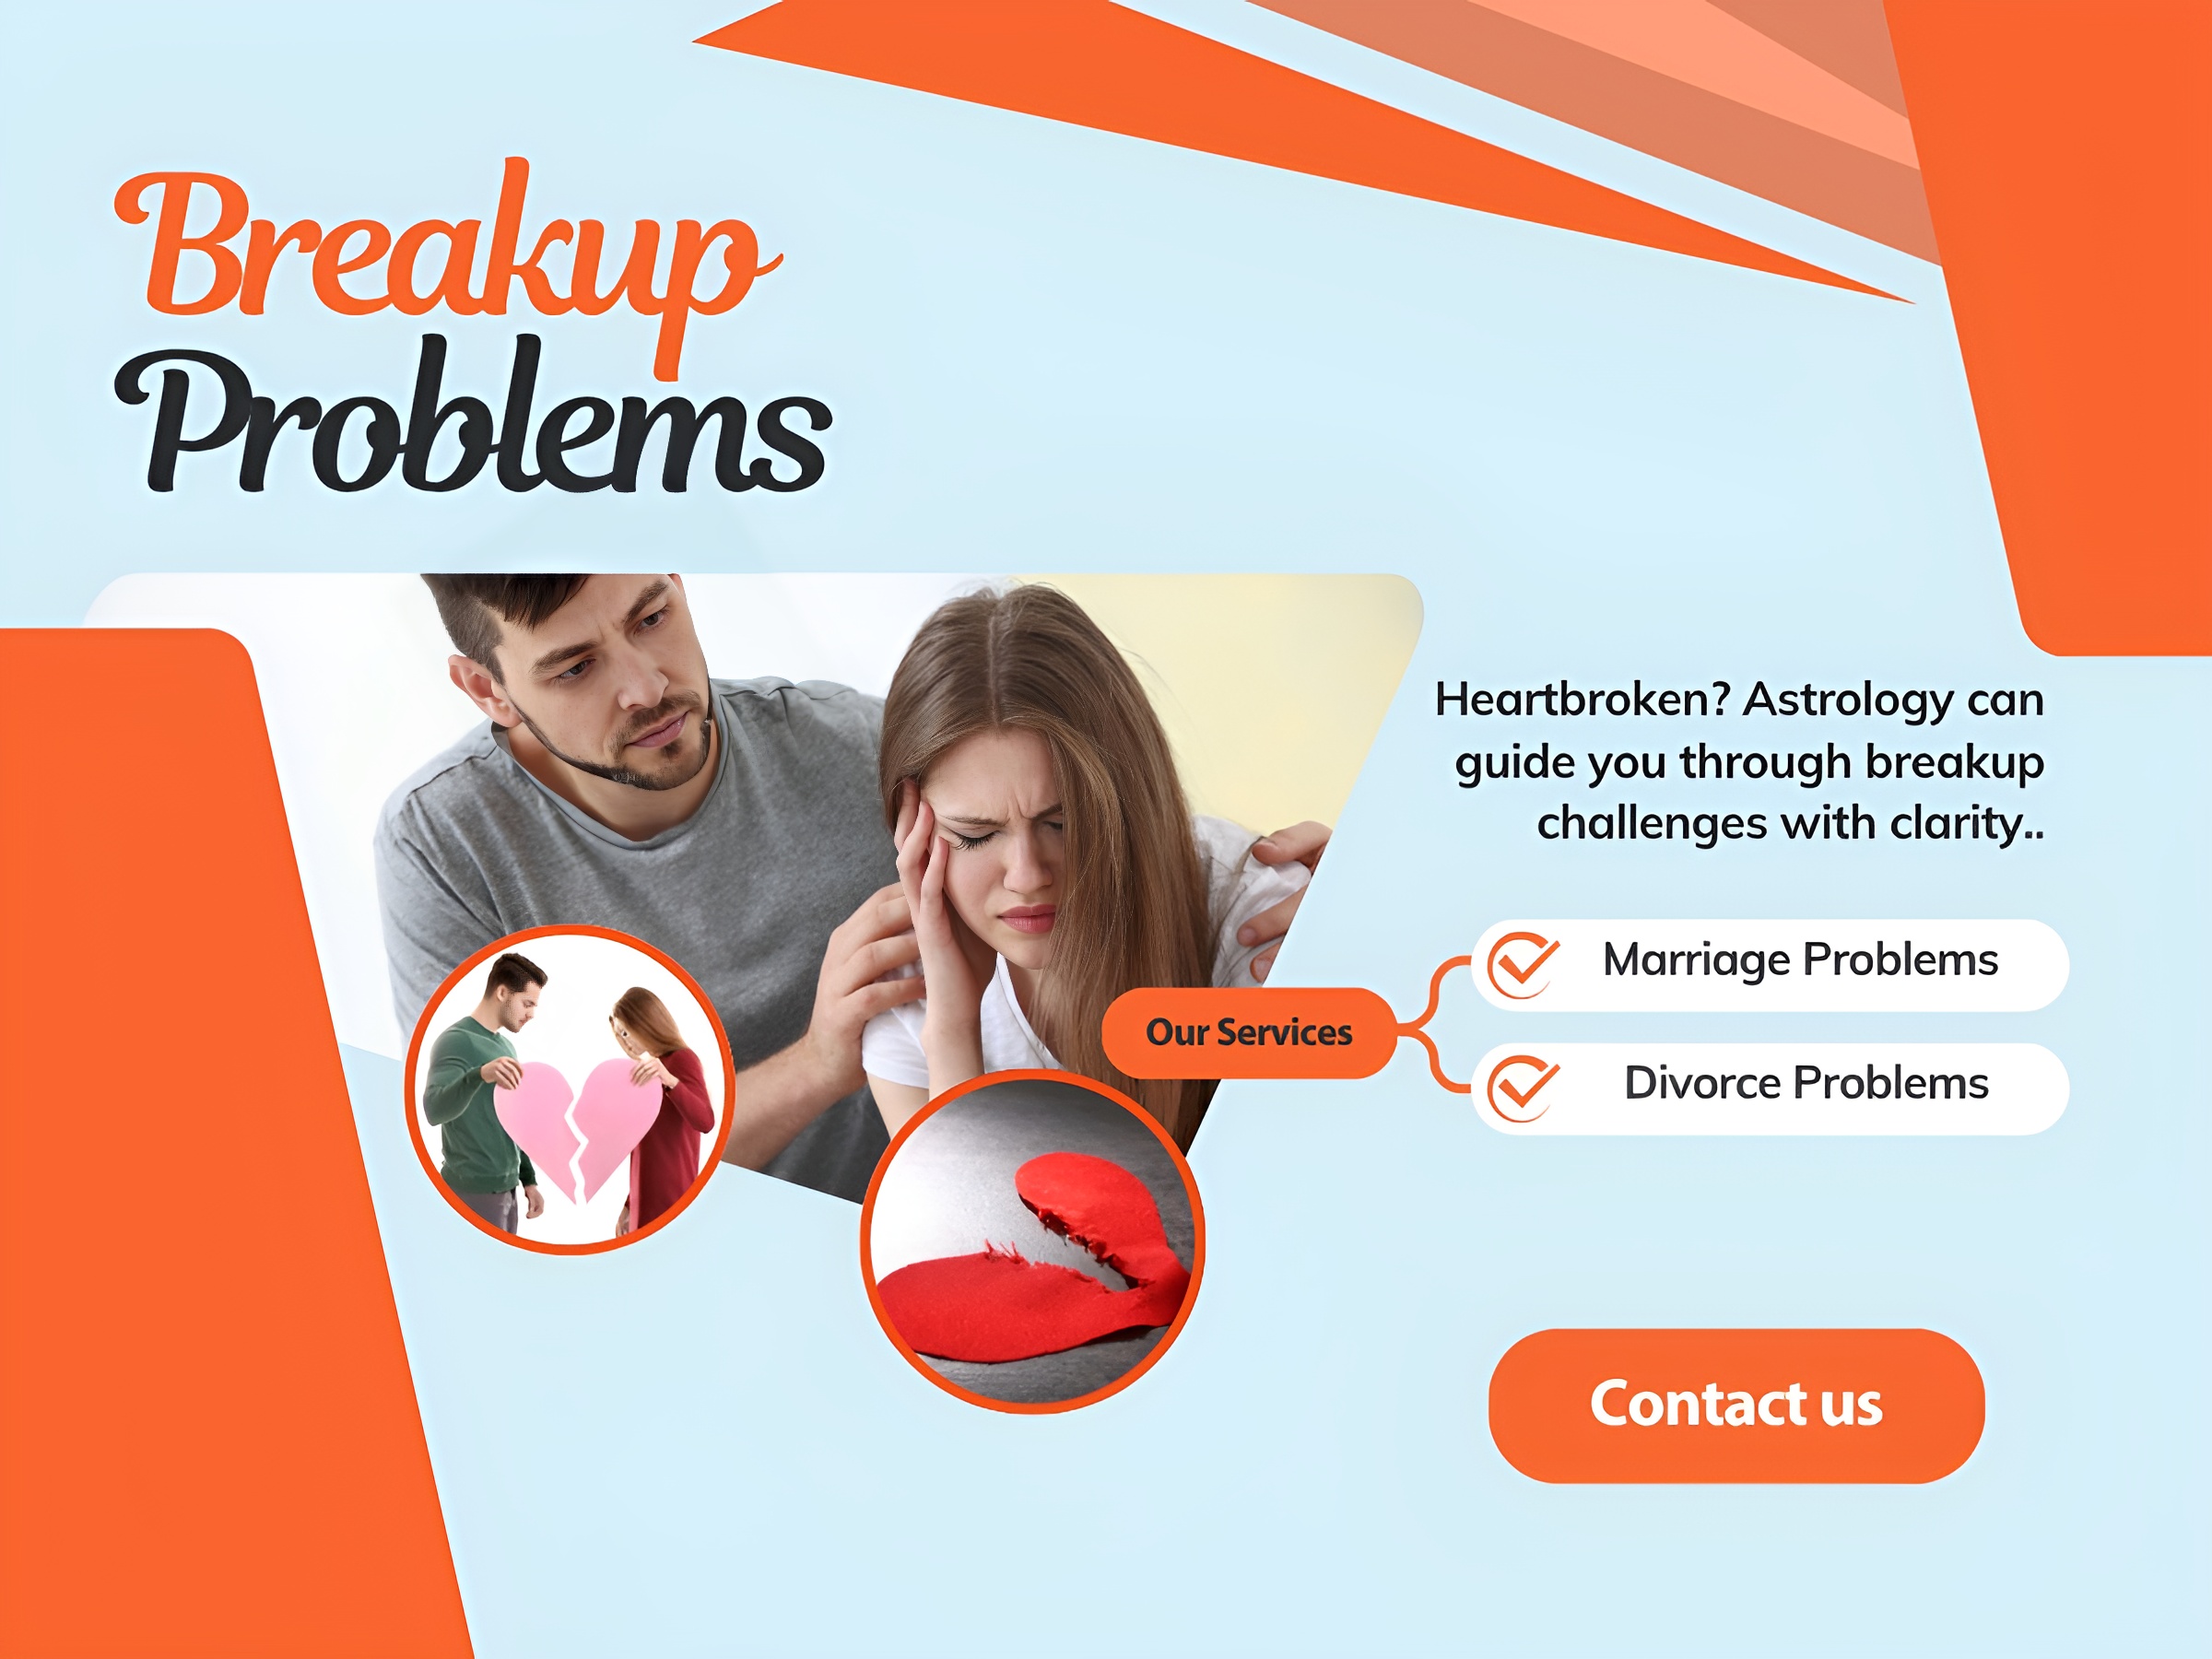 Breakup
Problems
Heartbroken? Astrology can
guide you through breakup
challenges with clarity..
Our Services
Marriage Problems
Divorce Problems
Contact us